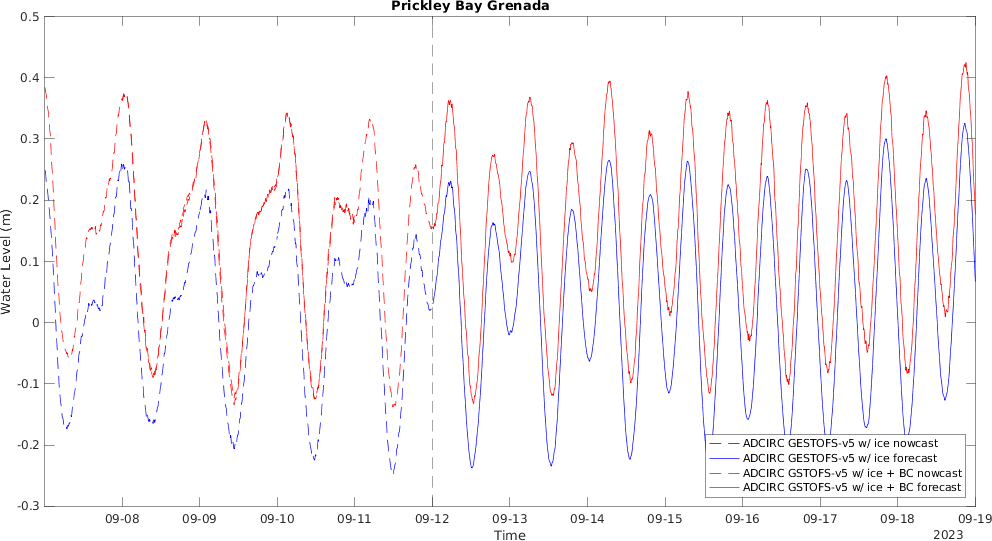 Prickley Bay Grenada
Water Level (m)
0.5
0.4
0.3
0.2
0.1
0
-0.1
-0.2
-0.3
ADCIRC GESTOFS-v5 w/ ice nowcast
ADCIRC GESTOFS-v5 w/ ice forecast
ADCIRC GSTOFS-v5 w/ ice + BC nowcast
ADCIRC GSTOFS-v5 w/ ice + BC forecast
09-08 09-09 09-10 09-11 09-12 09-13 09-14 09-15 09-16 09-17 09-18 09-19
Time
2023